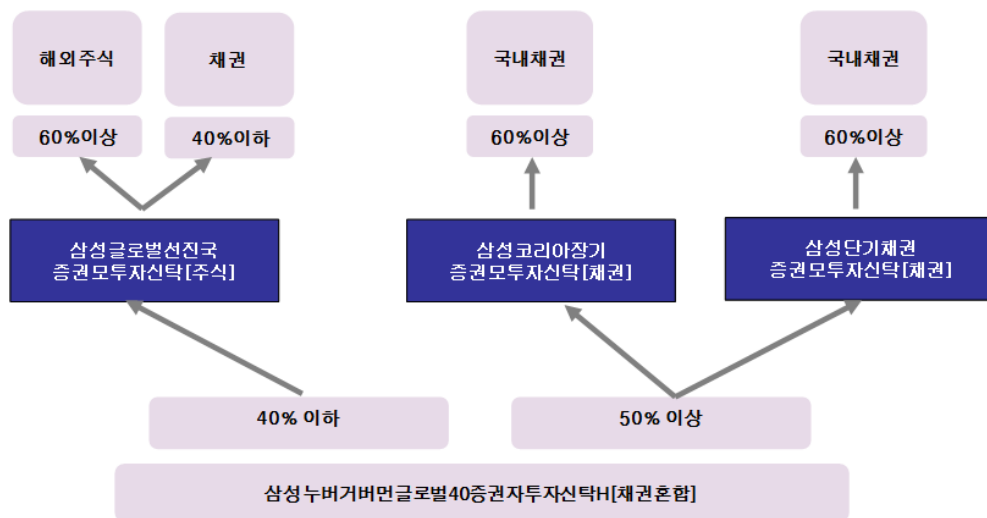 해외주식
채권
국내채권
국내채권
60%이상
40%이하
60%이상
60%이상
삼성글로벌선진국
증권모투자신탁[주식]
삼성코리아장기
증권모투자신탁[채권]
삼성단기채권
증권모투자신탁[채권]
40% 이하
50% 이상
삼성누버거버먼글로벌40증권자투자신탁H[채권혼합]